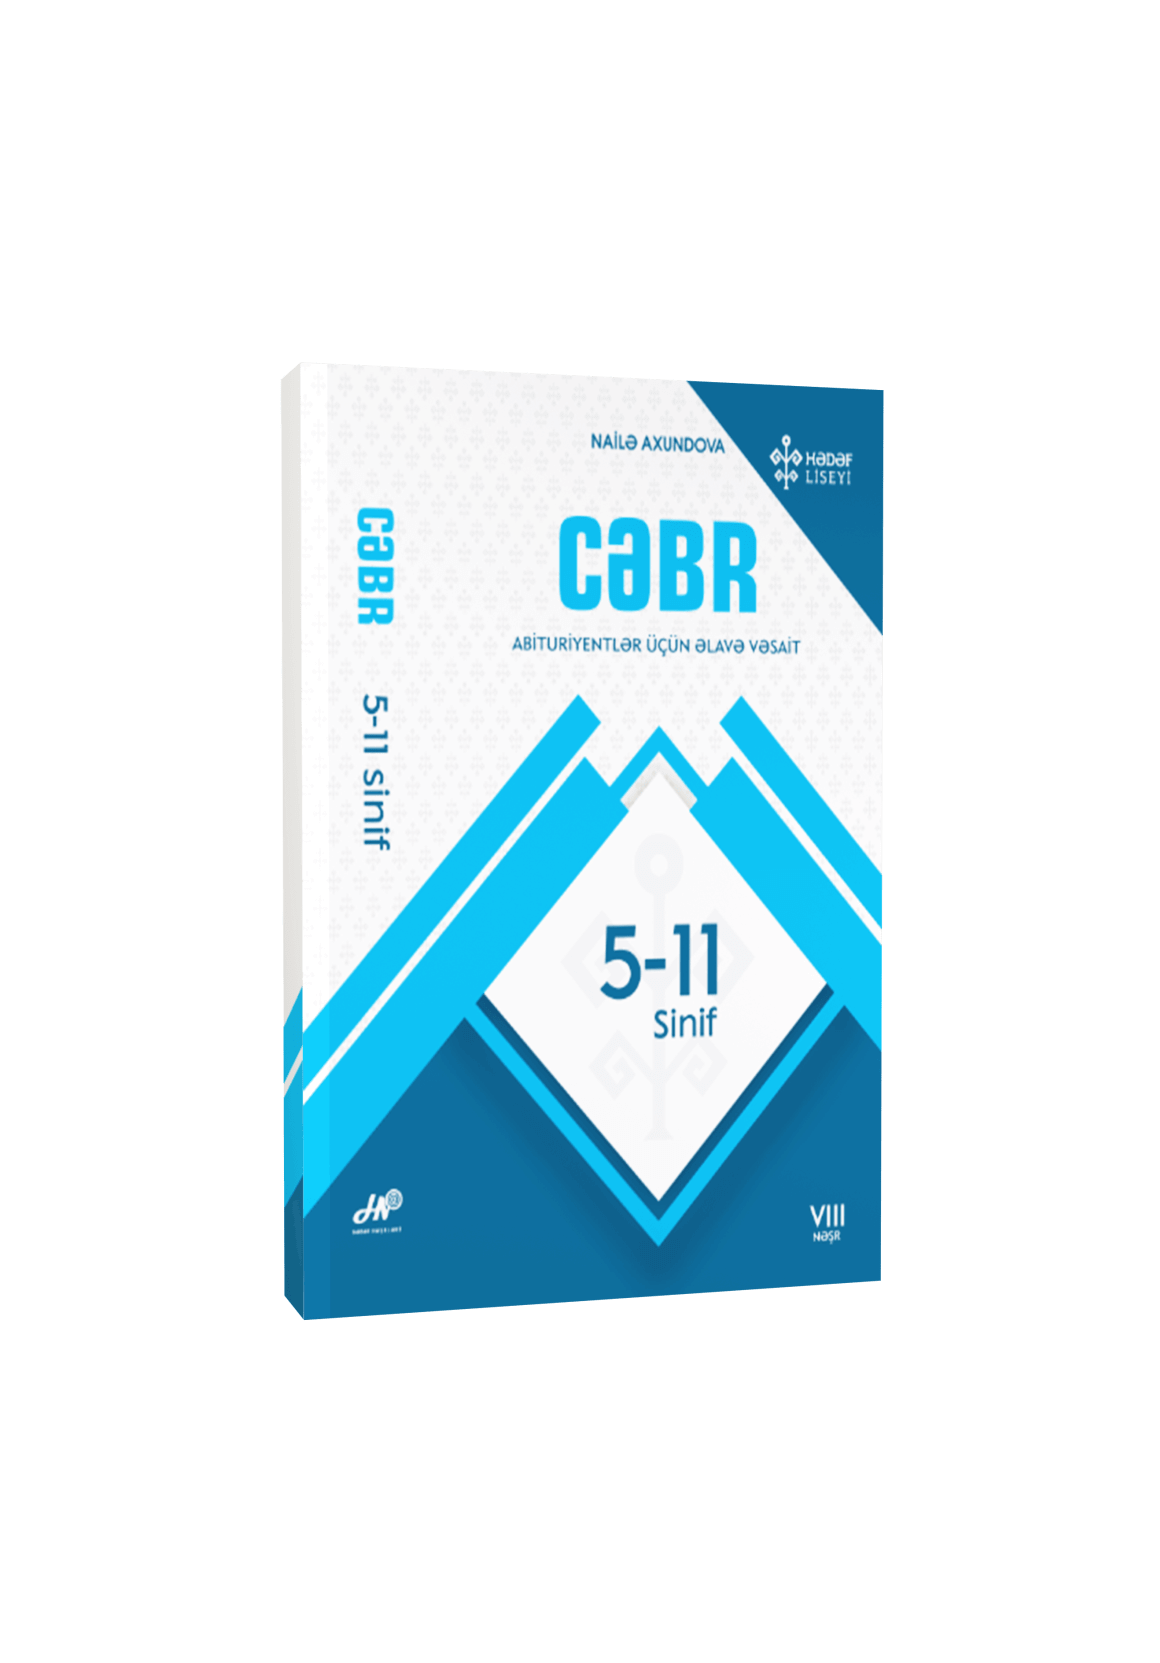 NAİLƏ AXUNDOVA
HƏDƏF
LİSEYİ
CƏBR
ABİTURİYENTLƏR ÜÇÜN ƏLAVƏ VƏSAİT
5-11
Sinif
VIII
NƏŞR
CƏBR
5-11 sinif
HN